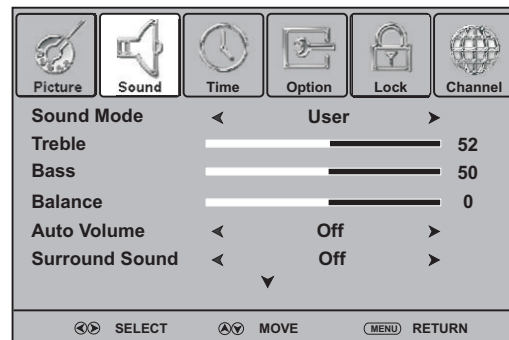 Picture Sound Time Option Lock Channel
Sound Mode User
Treble 52
Bass 50
Balance 0
Auto Volume Off
Surround Sound Off
SELECT MOVE MENU RETURN